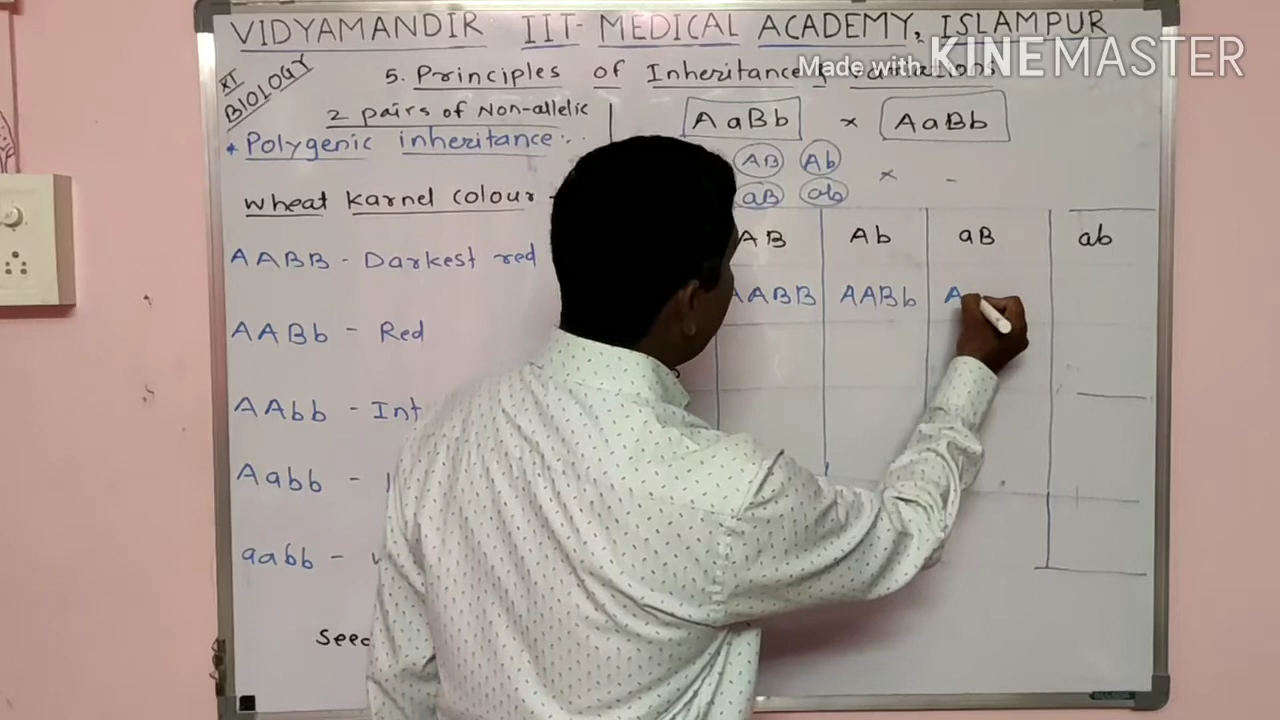 VIDYAMANDIR IIT- MEDICAL ACADEMY, ISLAMPUR
Made with KINEMASTER
XI
BIOLOGY
5. Principles of Inheritance & Variations
2 pairs of Non-allelic
* Polygenic inheritance :-
Wheat Karnel colour -
AABB - Darkest red
AABb - Red
AAbb - Int
Aabb -
aabb -
Seed
AaBb × AaBb
AB Ab
aB ab × -
AB Ab aB ab
AABB AABb A